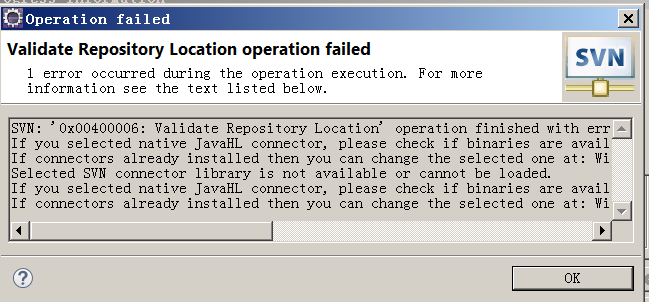 Operation failed
Validate Repository Location operation failed
1 error occurred during the operation execution. For more
information see the text listed below.
SVN
SVN: '0x00400006: Validate Repository Location' operation finished with err
If you selected native JavaHL connector, please check if binaries are avail
If connectors already installed then you can change the selected one at: Wi
Selected SVN connector library is not available or cannot be loaded.
If you selected native JavaHL connector, please check if binaries are avail
If connectors already installed then you can change the selected one at: Wi
OK